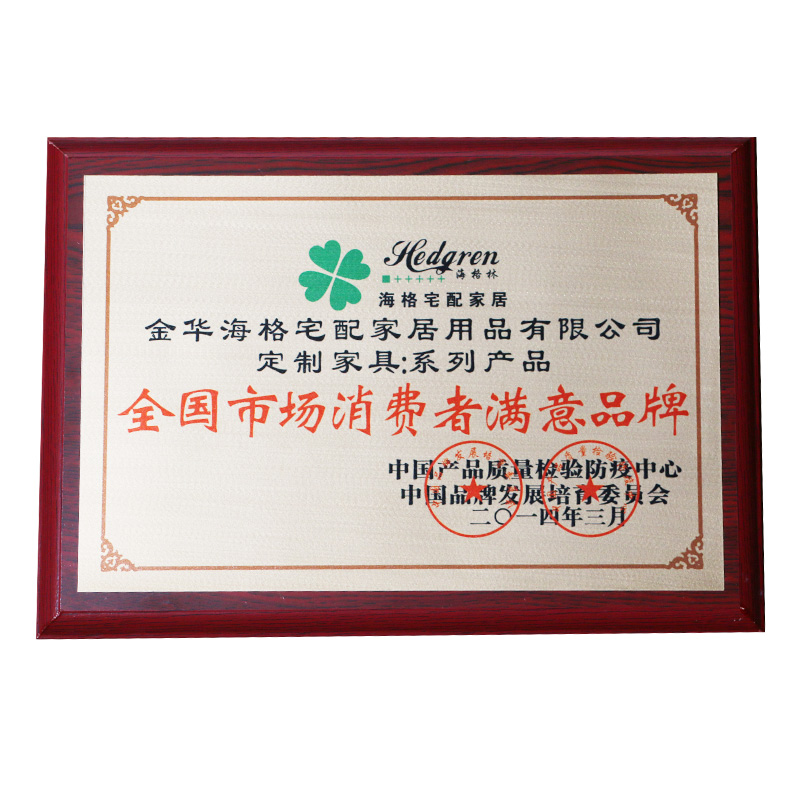 Hedgren
海格林
海格宅配家居
金华海格宅配家居用品有限公司
定制家具:系列产品
全国市场消费者满意品牌
中国产品质量检验防疫中心
中国品牌发展培育委员会
二〇一四年三月